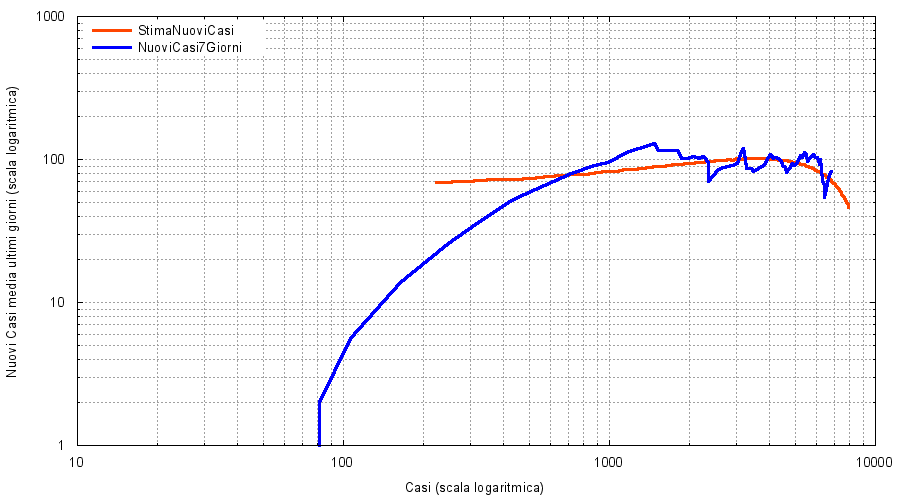 1000
StimaNuoviCasi
NuoviCasi7Giorni
100
10
1
Nuovi Casi media ultimi giorni (scala logaritmica)
10
100
1000
10000
Casi (scala logaritmica)